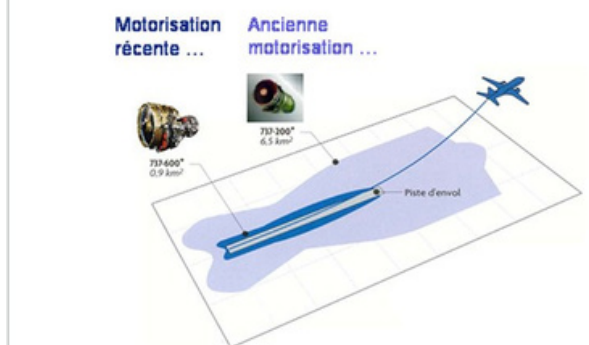 Motorisation
récente ...
Ancienne
motorisation ...
737-200*
6,5 km²
737-600*
0,9 km²
Piste d'envol